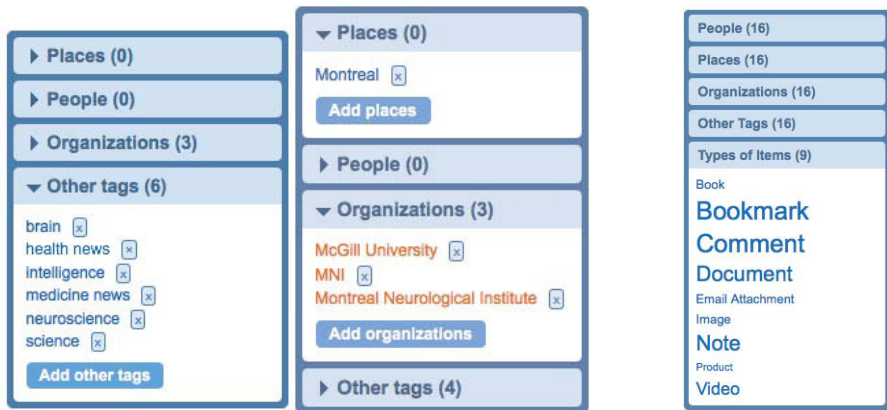 Places (0)
People (0)
Organizations (3)
Other tags (6)
brain x
health news x
intelligence x
medicine news x
neuroscience x
science x
Add other tags
Places (0)
Montreal x
Add places
People (0)
Organizations (3)
McGill University x
MNI x
Montreal Neurological Institute x
Add organizations
Other tags (4)
People (16)
Places (16)
Organizations (16)
Other Tags (16)
Types of Items (9)
Book
Bookmark
Comment
Document
Email Attachment
Image
Note
Product
Video